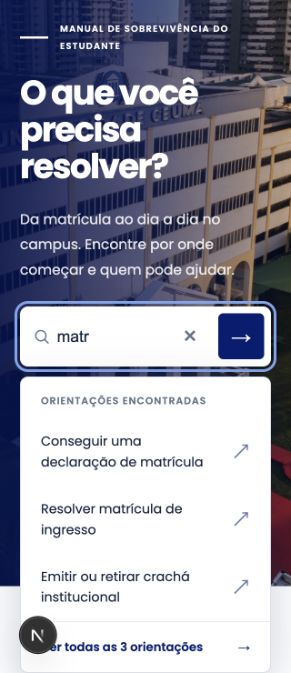 MANUAL DE SOBREVIVÊNCIA DO
ESTUDANTE
O que você
precisa
resolver?
Da matrícula ao dia a dia no
campus. Encontre por onde
começar e quem pode ajudar.
matr
ORIENTAÇÕES ENCONTRADAS
Conseguir uma
declaração de matrícula
Resolver matrícula de
ingresso
Emitir ou retirar crachá
institucional
N
er todas as 3 orientações